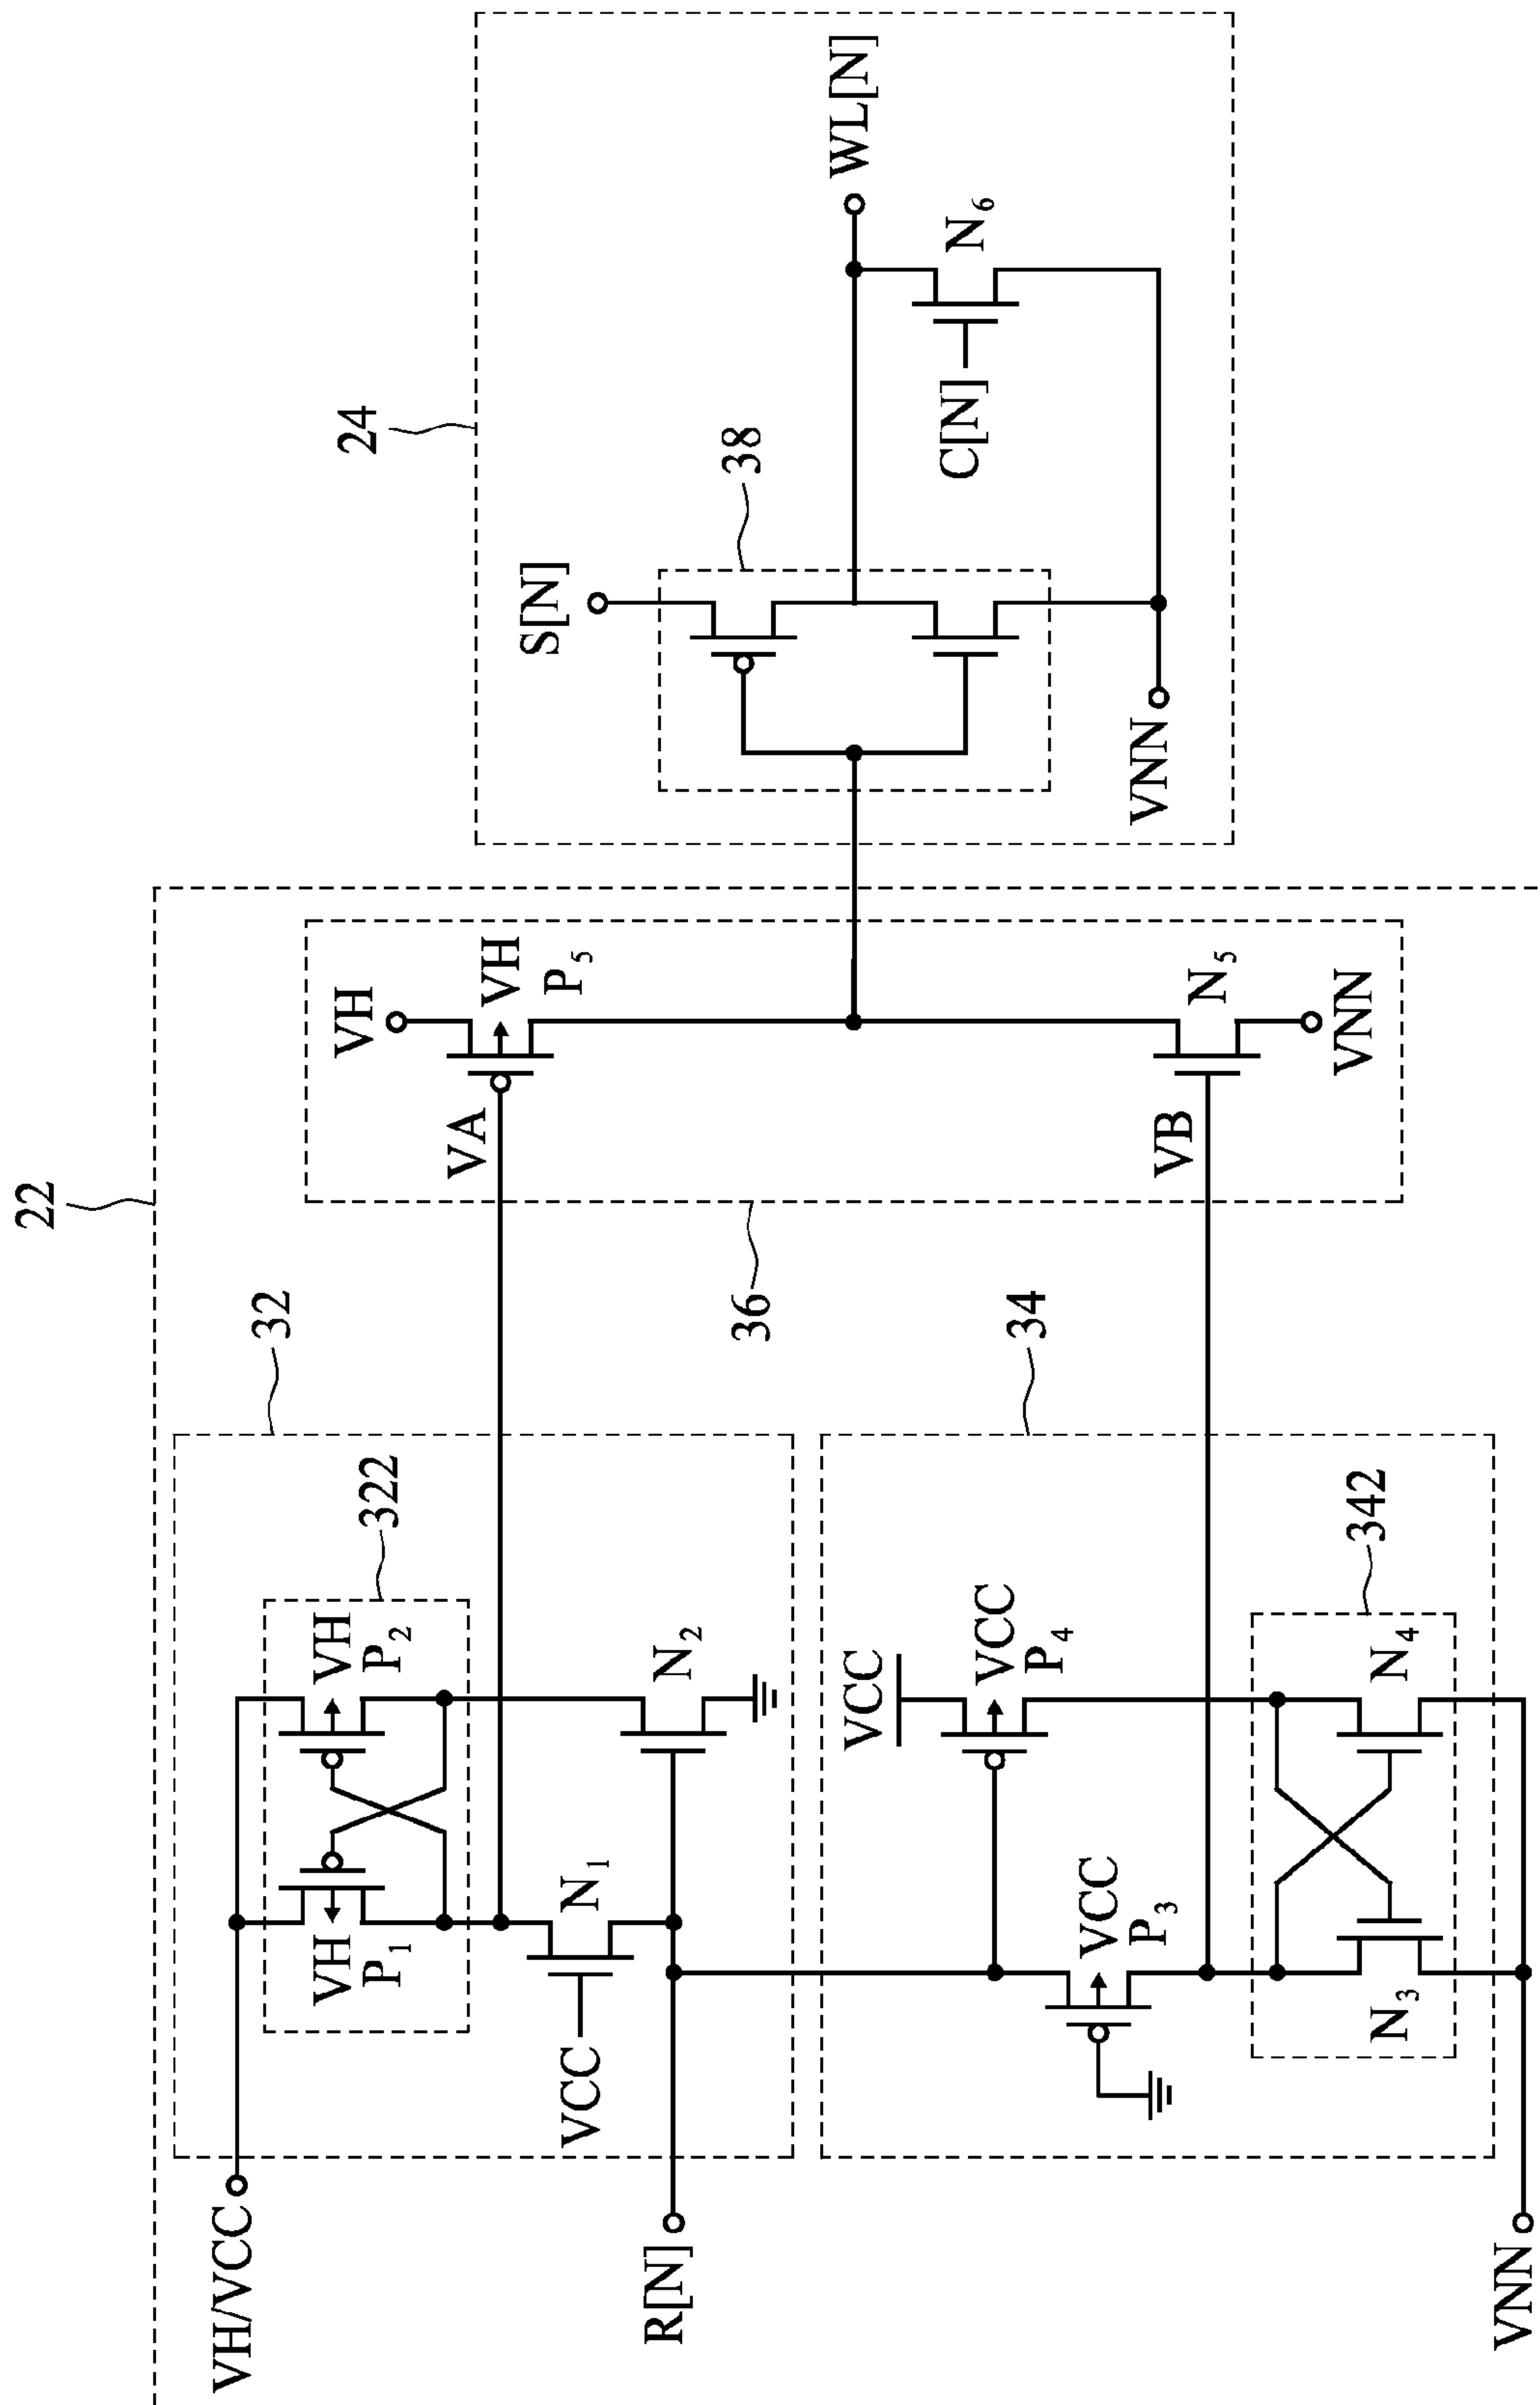 22
24
32
322
VH/VCC
VH
P1
VH
P2
VCC
N1
N2
R[N]
34
VCC
VCC
P3
VCC
P4
342
N3
N4
VNN
36
VH
VA
VH
P5
VB
N5
VNN
S[N]
38
WL[N]
C[N]
N6
VNN